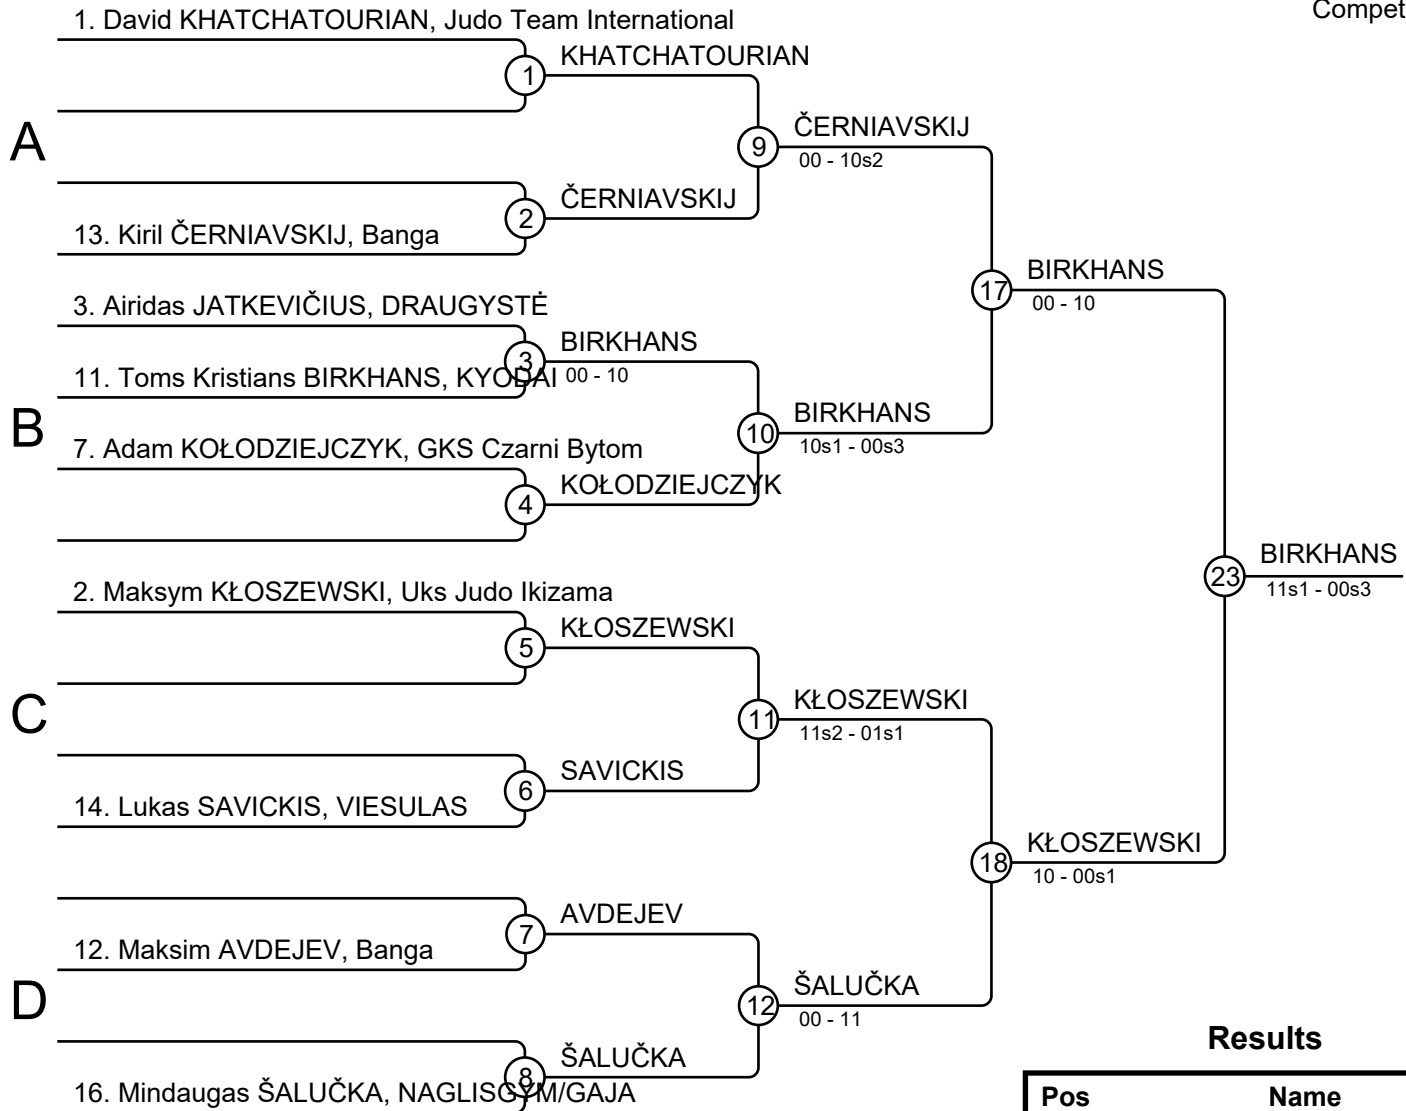 Compet
1. David KHATCHATOURIAN, Judo Team International
KHATCHATOURIAN
1
A
ČERNIAVSKIJ
9
00 - 10s2
ČERNIAVSKIJ
2
13. Kiril ČERNIAVSKIJ, Banga
BIRKHANS
17
00 - 10
3. Airidas JATKEVIČIUS, DRAUGYSTĖ
BIRKHANS
3
00 - 10
11. Toms Kristians BIRKHANS, KYODAI
B
BIRKHANS
10
10s1 - 00s3
7. Adam KOŁODZIEJCZYK, GKS Czarni Bytom
KOŁODZIEJCZYK
4
BIRKHANS
23
11s1 - 00s3
2. Maksym KŁOSZEWSKI, Uks Judo Ikizama
KŁOSZEWSKI
5
C
KŁOSZEWSKI
11
11s2 - 01s1
SAVICKIS
6
14. Lukas SAVICKIS, VIESULAS
KŁOSZEWSKI
18
10 - 00s1
AVDEJEV
7
12. Maksim AVDEJEV, Banga
D
ŠALUČKA
12
00 - 11
ŠALUČKA
8
16. Mindaugas ŠALUČKA, NAGLISGYM/GAJA
Results
Pos Name